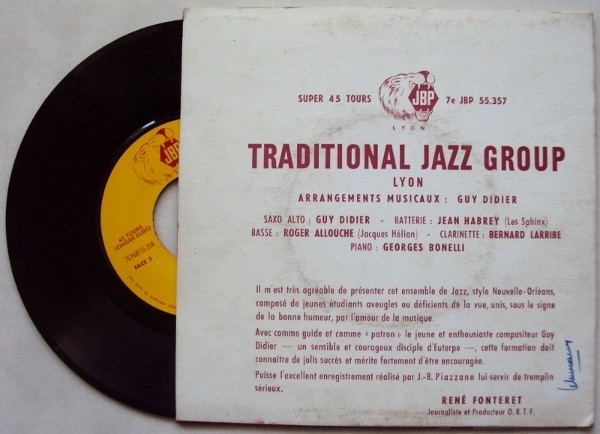 JBP
45 TOURS
LONGUE DURÉE
FACE 2
SUPER 45 TOURS
JBP
7e JBP 55.357
LYON
TRADITIONAL JAZZ GROUP
LYON
ARRANGEMENTS MUSICAUX : GUY DIDIER
SAXO ALTO : GUY DIDIER - BATTERIE : JEAN HABREY (Les Sphinx)
BASSE : ROGER ALLOUCHE (Jacques Hélian) - CLARINETTE : BERNARD LARRIBE
PIANO : GEORGES BONELLI
Il m'est très agréable de présenter cet ensemble de Jazz, style Nouvelle-Orléans,
composé de jeunes étudiants aveugles ou déficients de la vue, unis, sous le signe
de la bonne humeur, par l'amour de la musique.
Avec comme guide et comme « patron » le jeune et enthousiaste compositeur Guy
Didier — un sensible et courageux disciple d'Euterpe —, cette formation doit
connaître de jolis succès et mérite fortement d'être encouragée.
Puisse l'excellent enregistrement réalisé par J.-B. Piazzano lui servir de tremplin
sérieux.
RENÉ FONTERET
Journaliste et Producteur O. R. T. F.